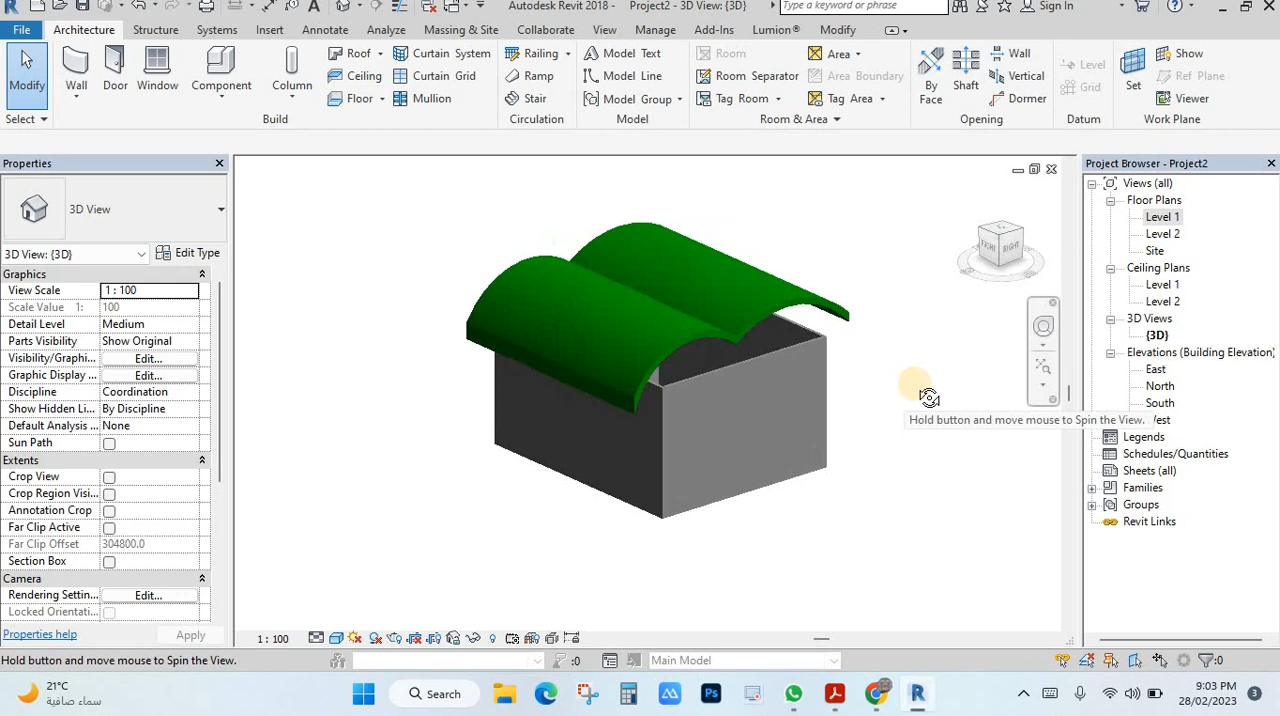 Autodesk Revit 2018 - Project2 - 3D View: {3D}
Type a keyword or phrase
Sign In
File Architecture Structure Systems Insert Annotate Analyze Massing & Site Collaborate View Manage Add-Ins Lumion® Modify
Modify
Select
Wall
Door
Window
Component
Column
Roof
Ceiling
Floor
Curtain System
Curtain Grid
Mullion
Build
Railing
Ramp
Stair
Circulation
Model Text
Model Line
Model Group
Model
Room
Room Separator
Tag Room
Area
Area Boundary
Tag Area
Room & Area
By
Face
Shaft
Wall
Vertical
Dormer
Opening
Level
Grid
Datum
Set
Show
Ref Plane
Viewer
Work Plane
Properties
3D View
3D View: {3D}
Edit Type
Graphics
View Scale 1 : 100
Scale Value 1: 100
Detail Level Medium
Parts Visibility Show Original
Visibility/Graphi... Edit...
Graphic Display ... Edit...
Discipline Coordination
Show Hidden Li... By Discipline
Default Analysis ... None
Sun Path
Extents
Crop View
Crop Region Visi...
Annotation Crop
Far Clip Active
Far Clip Offset 304800.0
Section Box
Camera
Rendering Settin... Edit...
Locked Orientati...
Properties help
Apply
FRONT
RIGHT
Hold button and move mouse to Spin the View.
Project Browser - Project2
Views (all)
Floor Plans
Level 1
Level 2
Site
Ceiling Plans
Level 1
Level 2
3D Views
{3D}
Elevations (Building Elevation)
East
North
South
West
Legends
Schedules/Quantities
Sheets (all)
Families
Groups
Revit Links
1 : 100
Hold button and move mouse to Spin the View.
:0
Main Model
:0
21°C
سماء صافية
Search
Ps
R
9:03 PM
28/02/2023
3